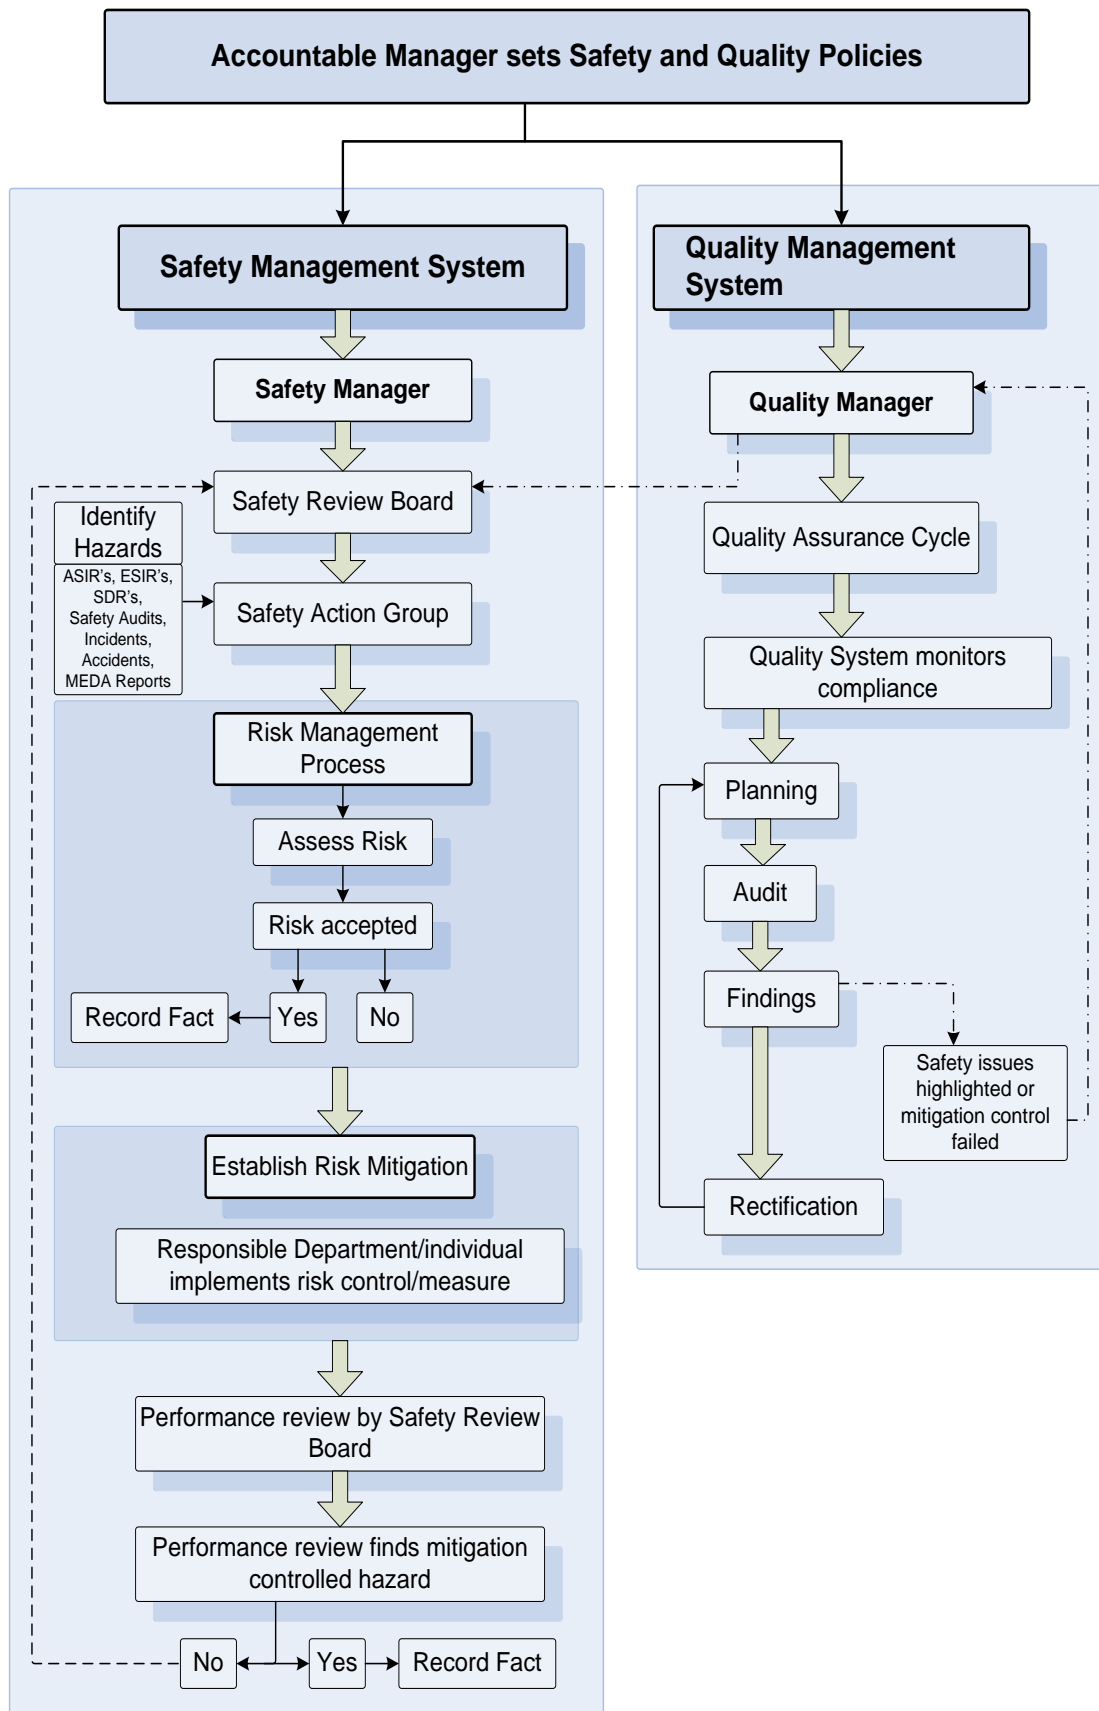 Accountable Manager sets Safety and Quality Policies
Safety Management System
Safety Manager
Safety Review Board
Identify
Hazards
ASIR's, ESIR's,
SDR's,
Safety Audits,
Incidents,
Accidents,
MEDA Reports
Safety Action Group
Risk Management
Process
Assess Risk
Risk accepted
Record Fact
Yes
No
Establish Risk Mitigation
Responsible Department/individual
implements risk control/measure
Performance review by Safety Review
Board
Performance review finds mitigation
controlled hazard
No
Yes
Record Fact
Quality Management
System
Quality Manager
Quality Assurance Cycle
Quality System monitors
compliance
Planning
Audit
Findings
Safety issues
highlighted or
mitigation control
failed
Rectification